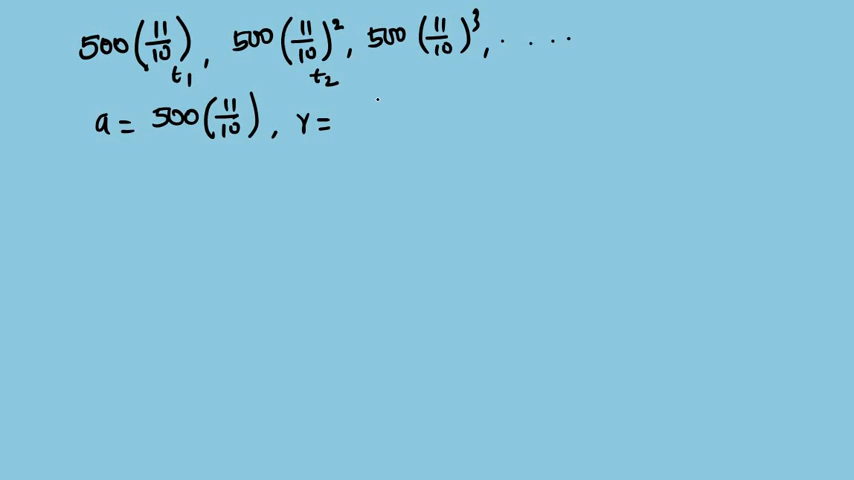 500(11/10), 500(11/10)², 500(11/10)³, . . . .
t₁ t₂
a = 500(11/10), r =